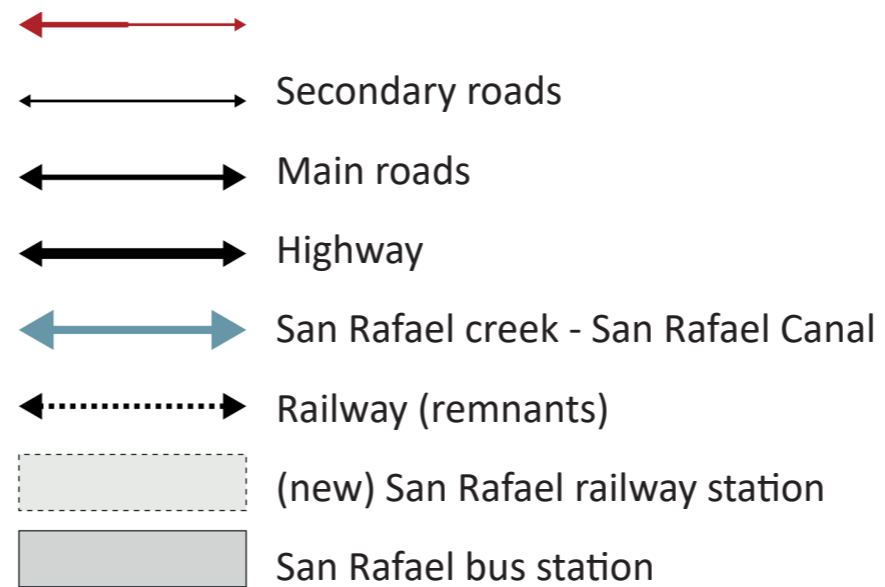 Secondary roads
Main roads
Highway
San Rafael creek - San Rafael Canal
Railway (remnants)
(new) San Rafael railway station
San Rafael bus station